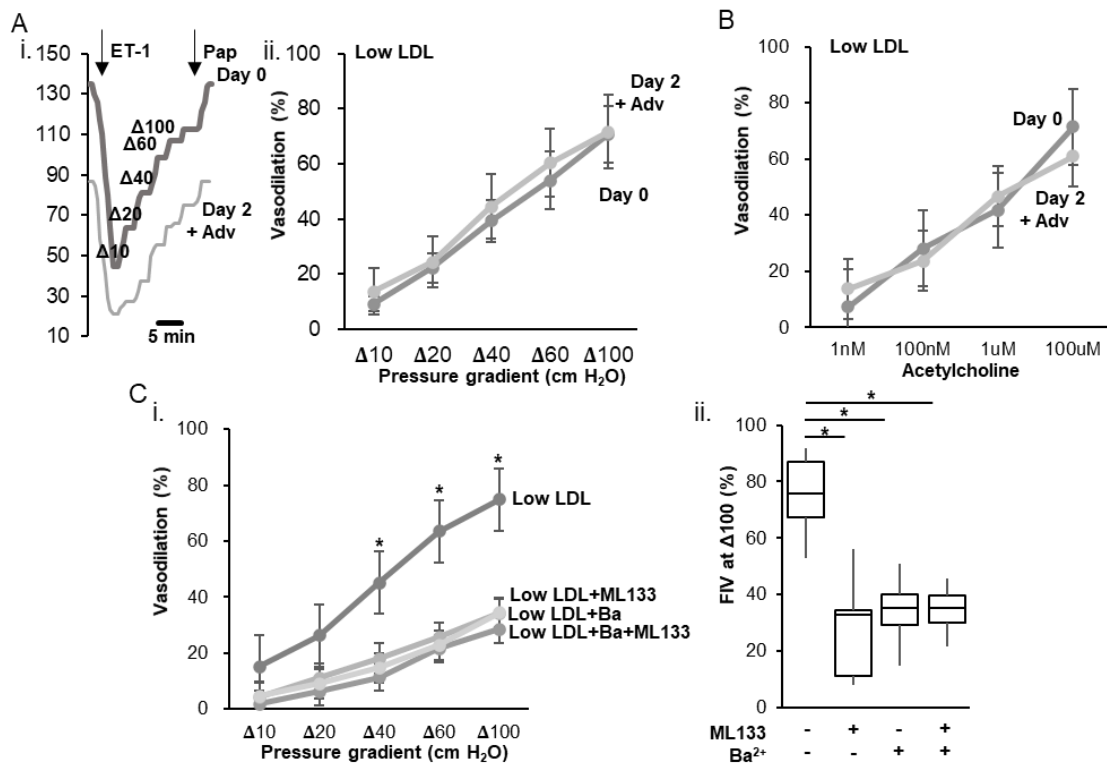 A
i.
ET-1
Pap
Day 0
150
130
110
90
70
50
30
10
Δ100
Δ60
Δ40
Δ20
Δ10
Day 2
+ Adv
5 min
ii.
Low LDL
Vasodilation (%)
100
80
60
40
20
0
Day 2
+ Adv
Day 0
Δ10 Δ20 Δ40 Δ60 Δ100
Pressure gradient (cm H₂O)
B
Low LDL
Vasodilation (%)
100
80
60
40
20
0
Day 0
Day 2
+ Adv
1nM 100nM 1uM 100uM
Acetylcholine
C
i.
Vasodilation (%)
100
80
60
40
20
0
* * *
Low LDL
Low LDL+ML133
Low LDL+Ba
Low LDL+Ba+ML133
Δ10 Δ20 Δ40 Δ60 Δ100
Pressure gradient (cm H₂O)
ii.
*
*
*
FIV at Δ100 (%)
100
80
60
40
20
0
ML133 - + - +
Ba²⁺ - - + +